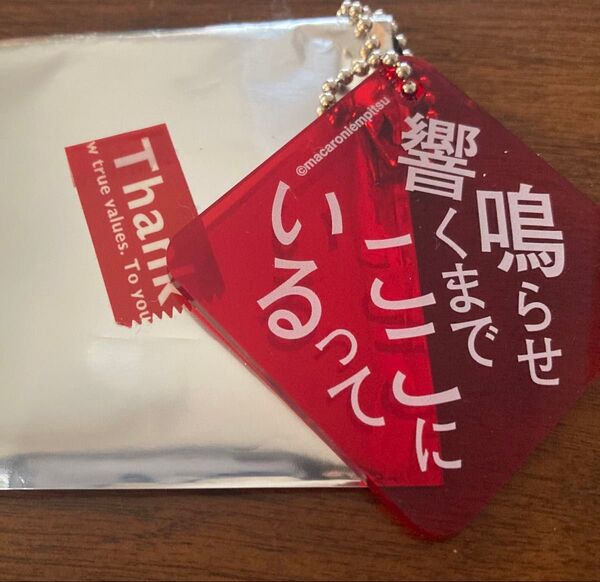 鳴らせ
響くまで
ここに
いるって
©macaroniempitsu
Thank
w true values. To you